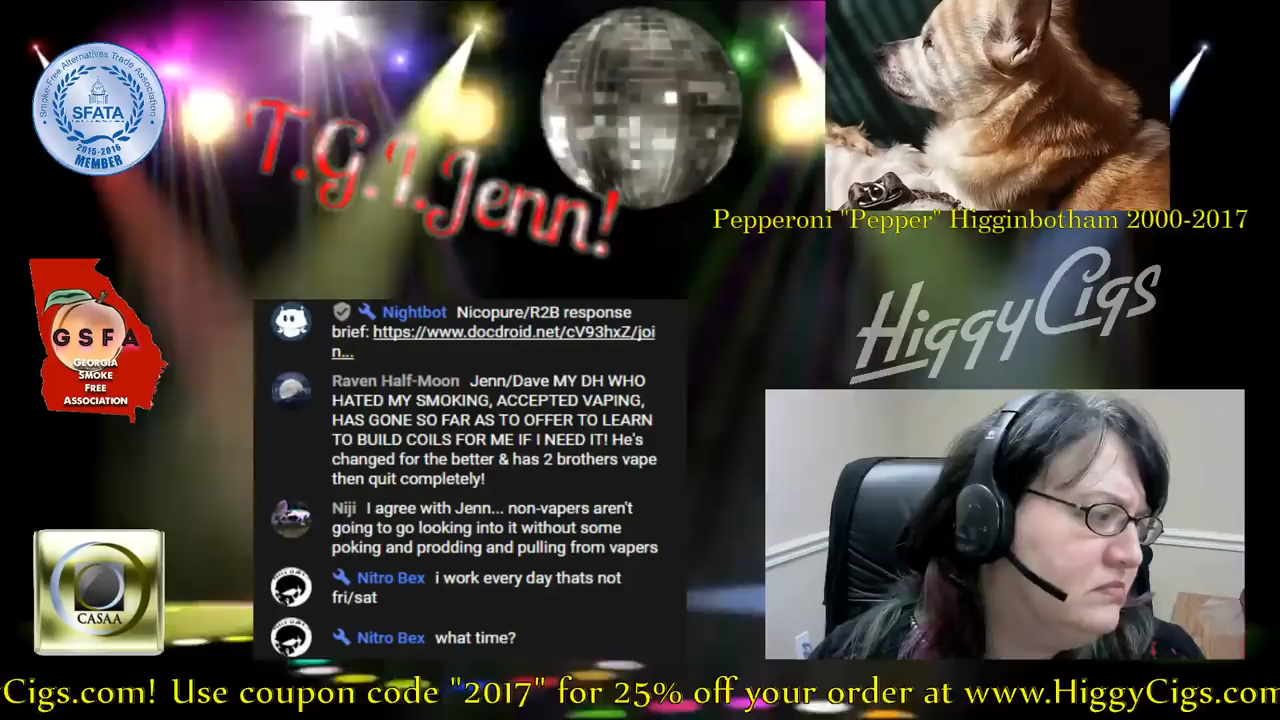 Smoke-Free Alternatives Trade Association
SFATA
2015-2016
MEMBER
T.G.I.Jenn!
Pepperoni "Pepper" Higginbotham 2000-2017
HiggyCigs
GSFA
GEORGIA
SMOKE
FREE
ASSOCIATION
Nightbot Nicopure/R2B response
brief: https://www.docdroid.net/cV93hxZ/joi
n...
Raven Half-Moon Jenn/Dave MY DH WHO
HATED MY SMOKING, ACCEPTED VAPING,
HAS GONE SO FAR AS TO OFFER TO LEARN
TO BUILD COILS FOR ME IF I NEED IT! He's
changed for the better & has 2 brothers vape
then quit completely!
Niji I agree with Jenn... non-vapers aren't
going to go looking into it without some
poking and prodding and pulling from vapers
Nitro Bex i work every day thats not
fri/sat
Nitro Bex what time?
CASAA
Cigs.com! Use coupon code "2017" for 25% off your order at www.HiggyCigs.com